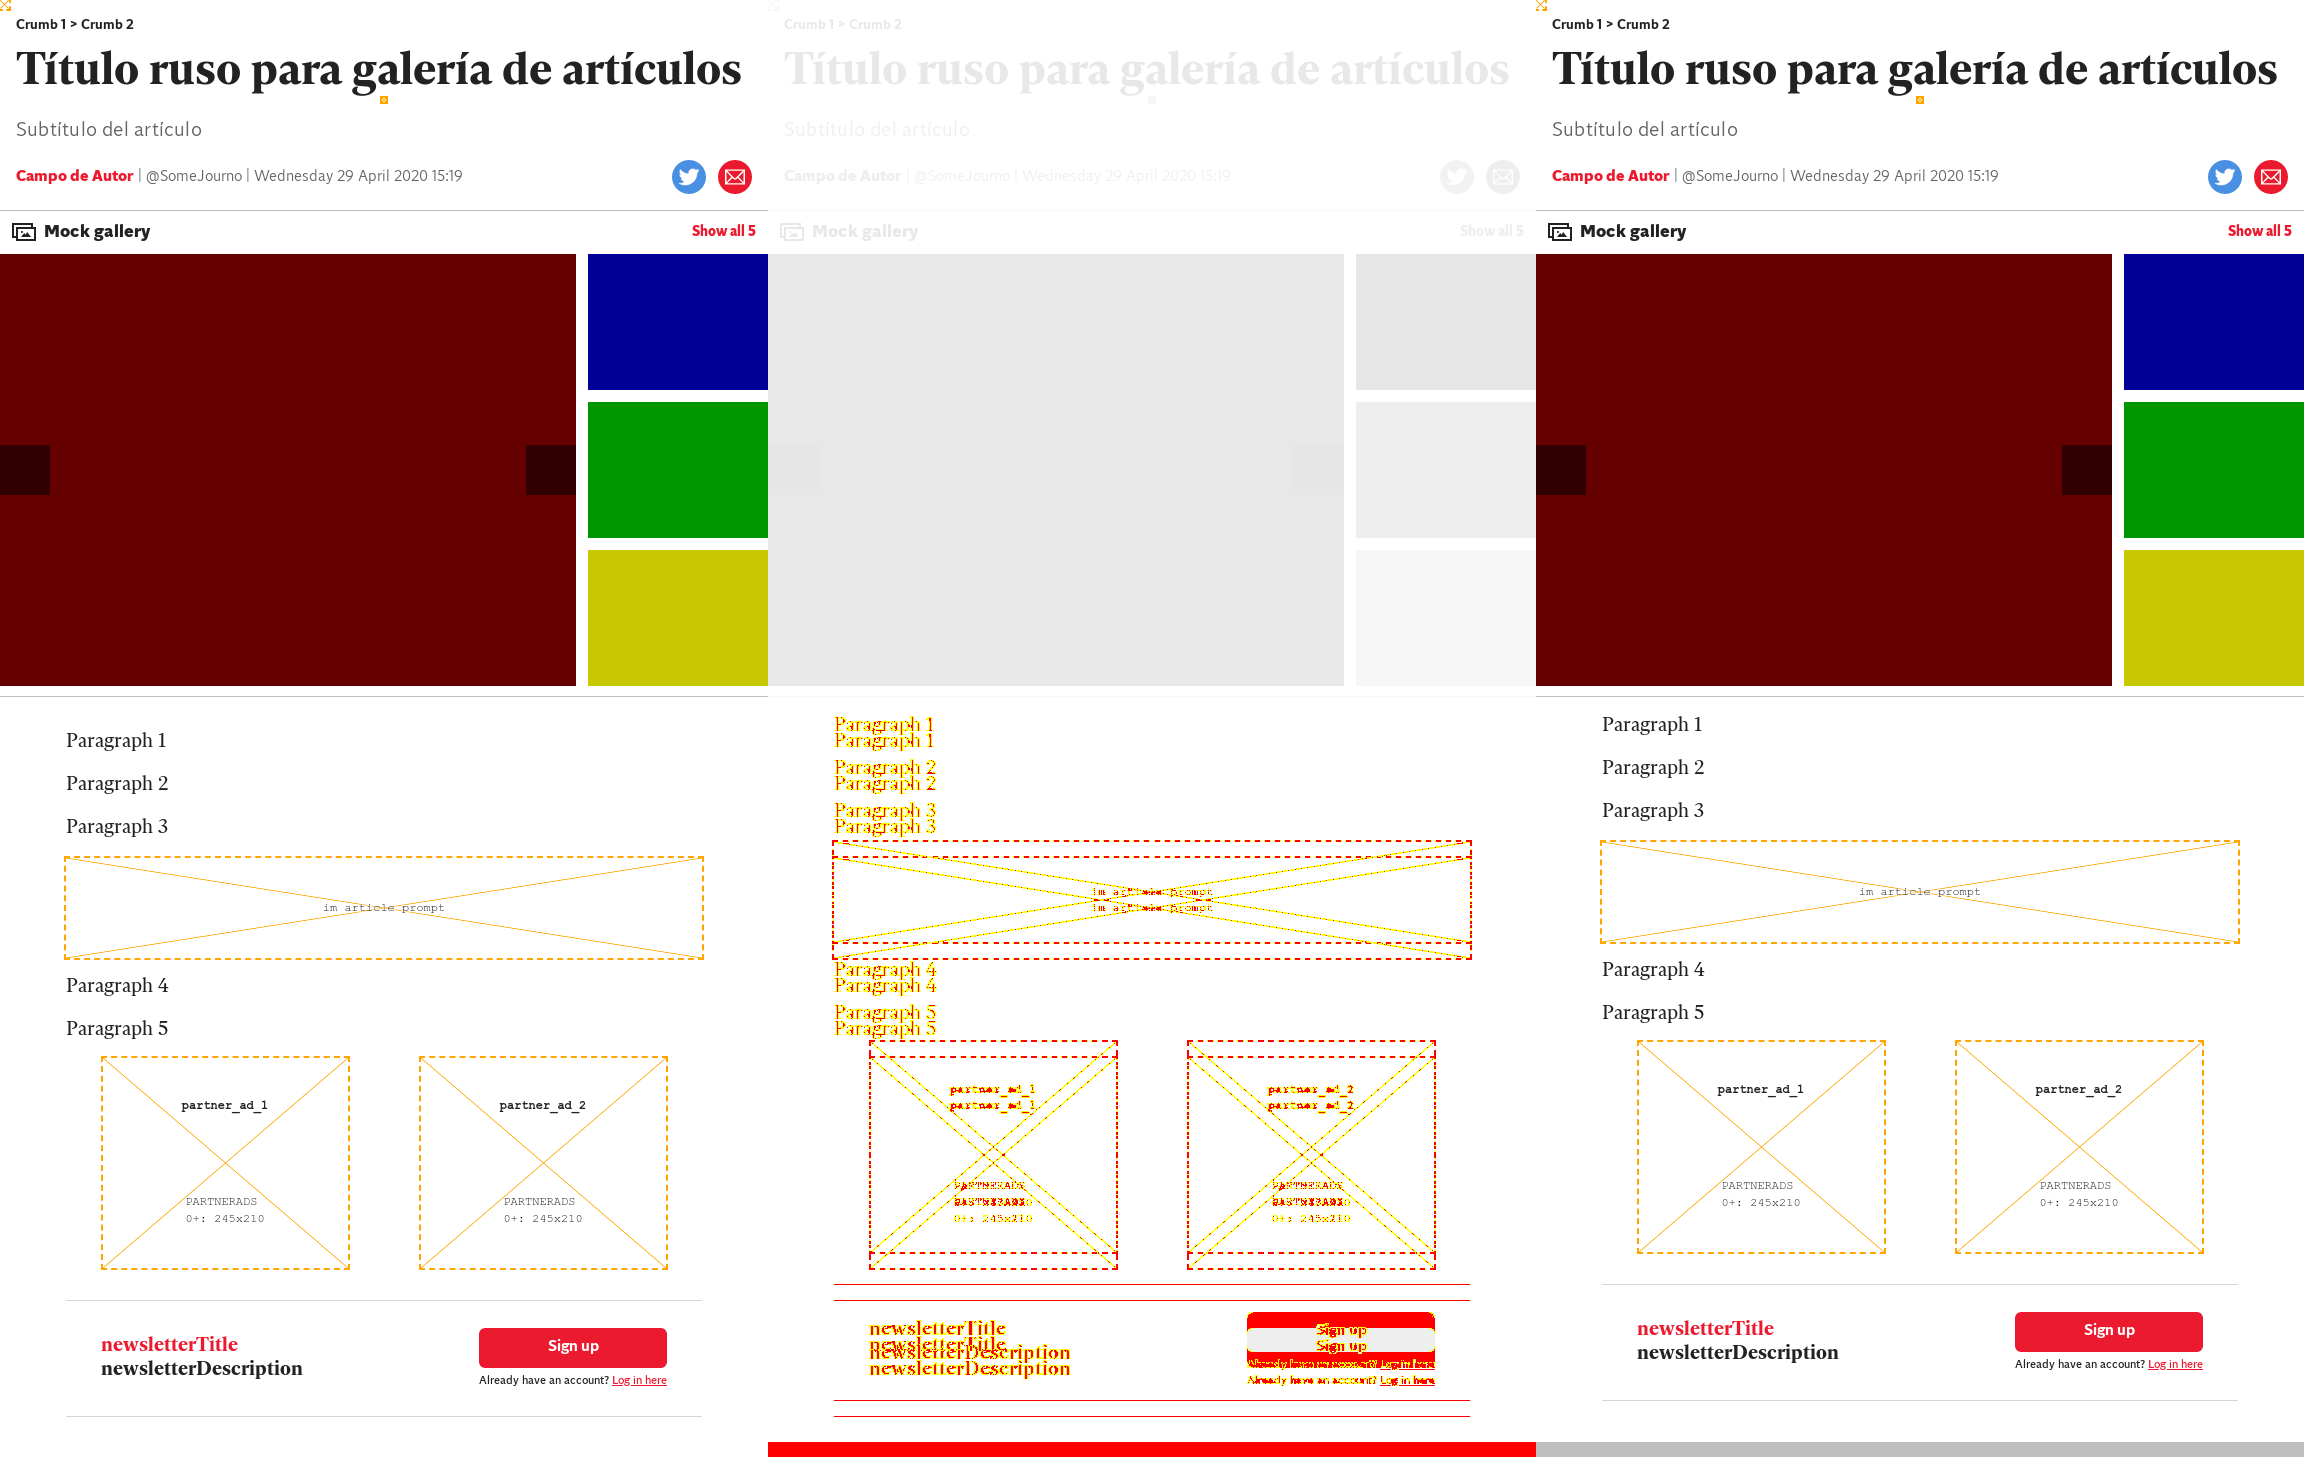 Crumb 1 > Crumb 2
Título ruso para galería de artículos
Subtítulo del artículo
Campo de Autor | @SomeJourno | Wednesday 29 April 2020 15:19
Mock gallery
Show all 5
Paragraph 1
Paragraph 2
Paragraph 3
im article prompt
Paragraph 4
Paragraph 5
partner_ad_1
PARTNERADS
0+: 245x210
partner_ad_2
PARTNERADS
0+: 245x210
newsletterTitle
newsletterDescription
Sign up
Already have an account? Log in here
Crumb 1 > Crumb 2
Título ruso para galería de artículos
Subtítulo del artículo
Campo de Autor | @SomeJourno | Wednesday 29 April 2020 15:19
Mock gallery
Show all 5
Paragraph 1
Paragraph 1
Paragraph 2
Paragraph 2
Paragraph 3
Paragraph 3
im article prompt
im article prompt
Paragraph 4
Paragraph 4
Paragraph 5
Paragraph 5
partner_ad_1
partner_ad_1
PARTNERADS
0+: 245x210
partner_ad_2
partner_ad_2
PARTNERADS
0+: 245x210
newsletterTitle
newsletterTitle
newsletterDescription
newsletterDescription
Sign up
Sign up
Already have an account? Log in here
Already have an account? Log in here
Crumb 1 > Crumb 2
Título ruso para galería de artículos
Subtítulo del artículo
Campo de Autor | @SomeJourno | Wednesday 29 April 2020 15:19
Mock gallery
Show all 5
Paragraph 1
Paragraph 2
Paragraph 3
im article prompt
Paragraph 4
Paragraph 5
partner_ad_1
PARTNERADS
0+: 245x210
partner_ad_2
PARTNERADS
0+: 245x210
newsletterTitle
newsletterDescription
Sign up
Already have an account? Log in here